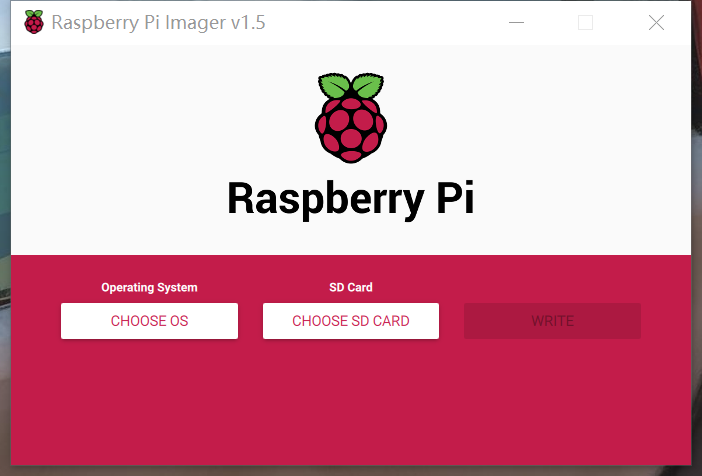 Raspberry Pi Imager v1.5
Raspberry Pi
Operating System
SD Card
CHOOSE OS
CHOOSE SD CARD
WRITE